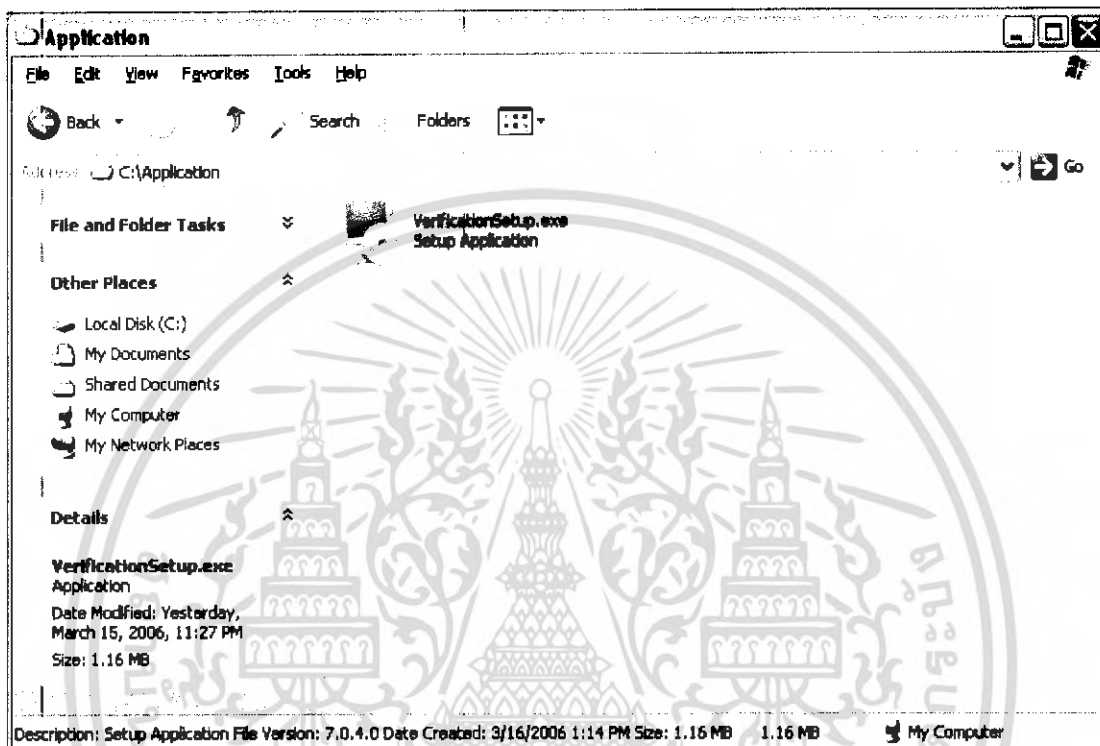 Application
File Edit View Favorites Tools Help
Back Search Folders
Address C:\Application Go
File and Folder Tasks
VerificationSetup.exe
Setup Application
Other Places
Local Disk (C:)
My Documents
Shared Documents
My Computer
My Network Places
Details
VerificationSetup.exe
Application
Date Modified: Yesterday,
March 15, 2006, 11:27 PM
Size: 1.16 MB
Description: Setup Application File Version: 7.0.4.0 Date Created: 3/16/2006 1:14 PM Size: 1.16 MB 1.16 MB My Computer